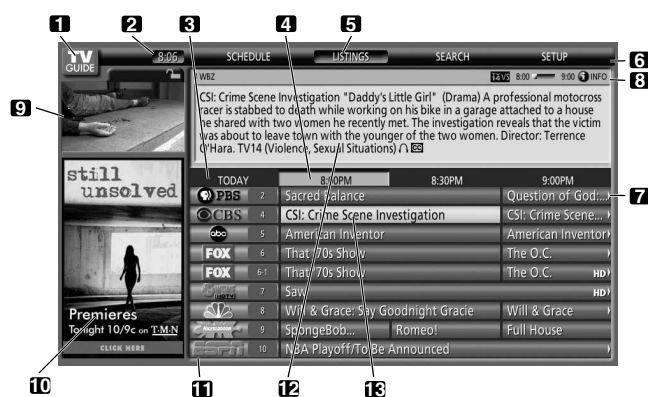 1 2 3 4 5
TV GUIDE 8:06 SCHEDULE LISTINGS SEARCH SETUP 6
WBZ 14 VS 8:00 9:00 INFO 8
9
CSI: Crime Scene Investigation "Daddy's Little Girl" (Drama) A professional motocross
racer is stabbed to death while working on his bike in a garage attached to a house
he shared with two women he recently met. The investigation reveals that the victim
was about to leave town with the younger of the two women. Director: Terrence
O'Hara. TV14 (Violence, Sexual Situations) CC
TODAY 8:00PM 8:30PM 9:00PM
PBS 2 Sacred Balance Question of God:... 7
CBS 4 CSI: Crime Scene Investigation CSI: Crime Scene...
abc 5 American Inventor American Inventor
FOX 6 That '70s Show The O.C.
FOX 6-1 That '70s Show The O.C. HD
7 Saw HD
8 Will & Grace: Say Goodnight Gracie Will & Grace
9 SpongeBob... Romeo! Full House
ESPN 10 NBA Playoff/To Be Announced
still
unsolved
Premieres
Tonight 10/9c on T·M·N
CLICK HERE
10 11 12 13